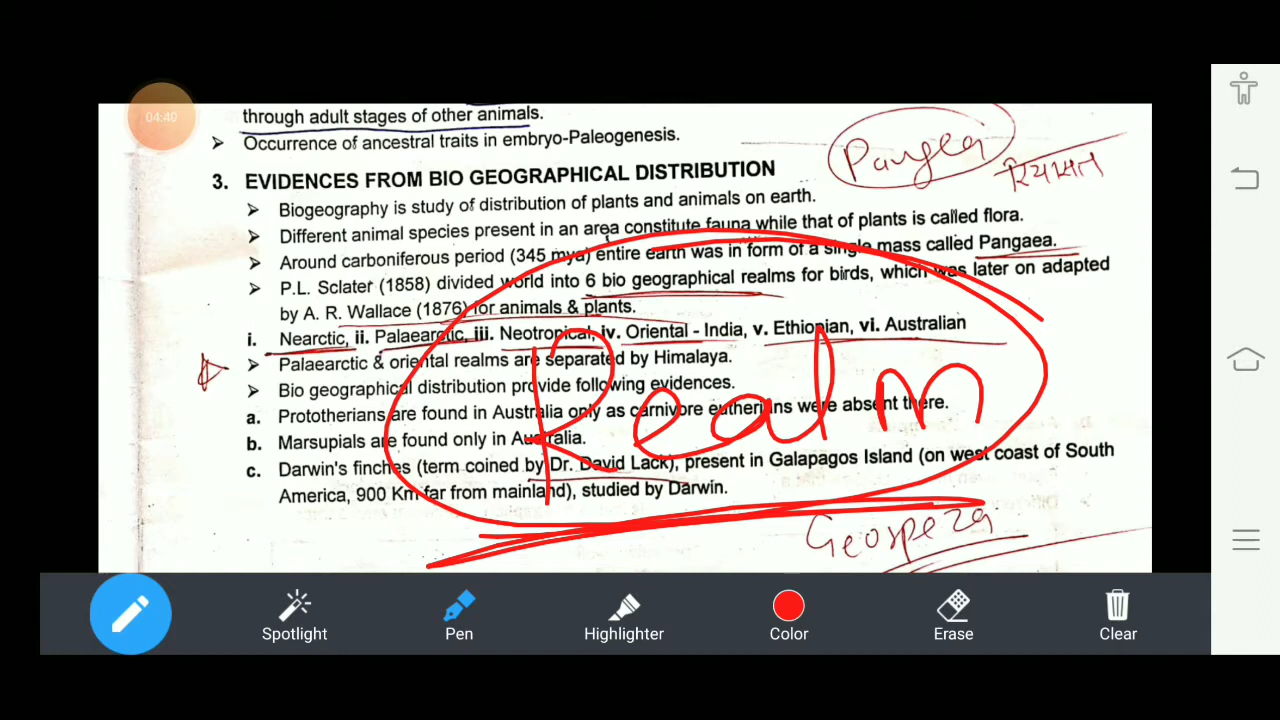 04:40
through adult stages of other animals.
➢ Occurrence of ancestral traits in embryo-Paleogenesis.
Pangea
रियासत
3. EVIDENCES FROM BIO GEOGRAPHICAL DISTRIBUTION
➢ Biogeography is study of distribution of plants and animals on earth.
➢ Different animal species present in an area constitute fauna while that of plants is called flora.
➢ Around carboniferous period (345 mya) entire earth was in form of a single mass called Pangaea.
➢ P.L. Sclater (1858) divided world into 6 bio geographical realms for birds, which was later on adapted
by A. R. Wallace (1876) for animals & plants.
i. Nearctic, ii. Palaearctic, iii. Neotropical, iv. Oriental - India, v. Ethiopian, vi. Australian
➢ Palaearctic & oriental realms are separated by Himalaya.
➢ Bio geographical distribution provide following evidences.
a. Prototherians are found in Australia only as carnivore eutherians were absent there.
b. Marsupials are found only in Australia.
c. Darwin's finches (term coined by Dr. David Lack), present in Galapagos Island (on west coast of South
America, 900 Km far from mainland), studied by Darwin.
Realm
Geospeza
Spotlight Pen Highlighter Color Erase Clear